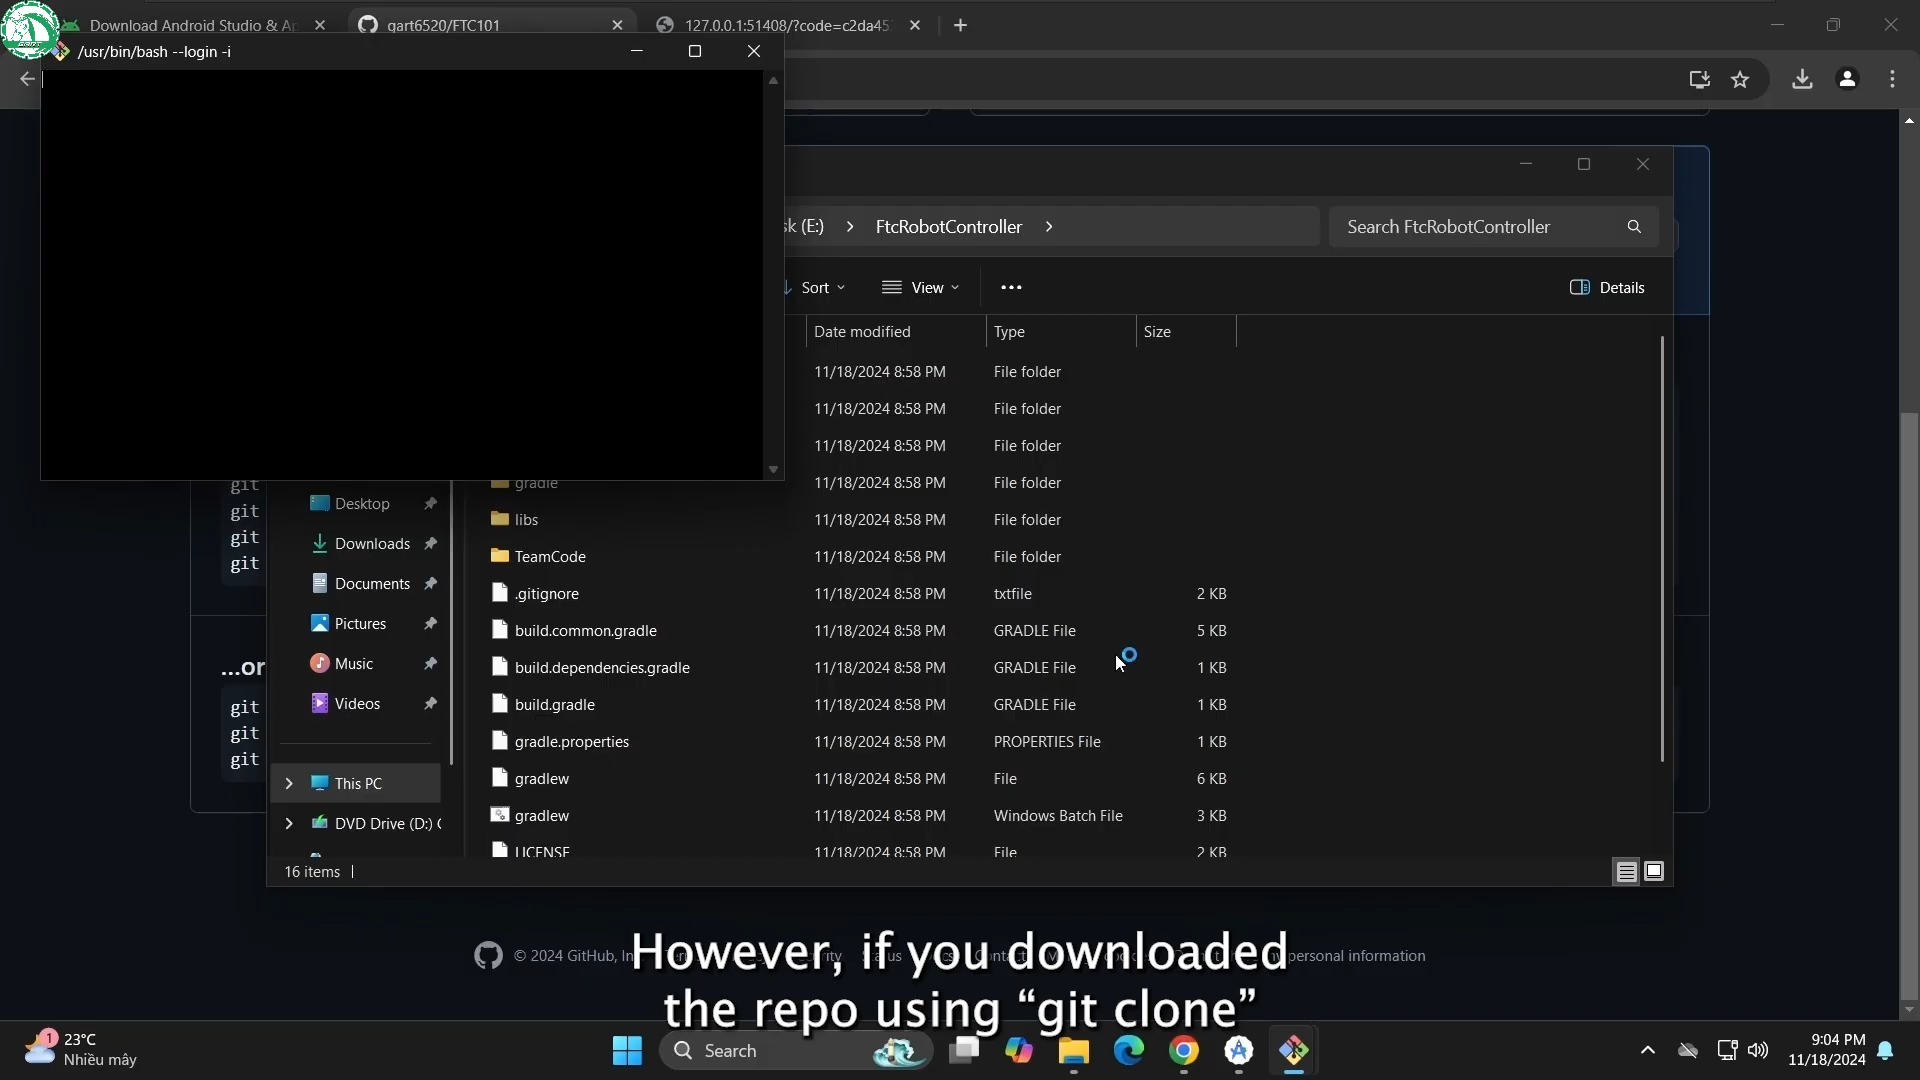 Download Android Studio & Ap
gart6520/FTC101
127.0.0.1:51408/?code=c2da45
/usr/bin/bash --login -i
sk (E:)
FtcRobotController
Search FtcRobotController
Sort
View
Details
Date modified
Type
Size
11/18/2024 8:58 PM File folder
11/18/2024 8:58 PM File folder
11/18/2024 8:58 PM File folder
gradle 11/18/2024 8:58 PM File folder
libs 11/18/2024 8:58 PM File folder
TeamCode 11/18/2024 8:58 PM File folder
.gitignore 11/18/2024 8:58 PM txtfile 2 KB
build.common.gradle 11/18/2024 8:58 PM GRADLE File 5 KB
build.dependencies.gradle 11/18/2024 8:58 PM GRADLE File 1 KB
build.gradle 11/18/2024 8:58 PM GRADLE File 1 KB
gradle.properties 11/18/2024 8:58 PM PROPERTIES File 1 KB
gradlew 11/18/2024 8:58 PM File 6 KB
gradlew 11/18/2024 8:58 PM Windows Batch File 3 KB
LICENSE 11/18/2024 8:58 PM File 2 KB
git
git
git
git
...or
git
git
git
Desktop
Downloads
Documents
Pictures
Music
Videos
This PC
DVD Drive (D:)
16 items
© 2024 GitHub, In
personal information
However, if you downloaded
the repo using “git clone”
1
23°C
Nhiều mây
Search
9:04 PM
11/18/2024